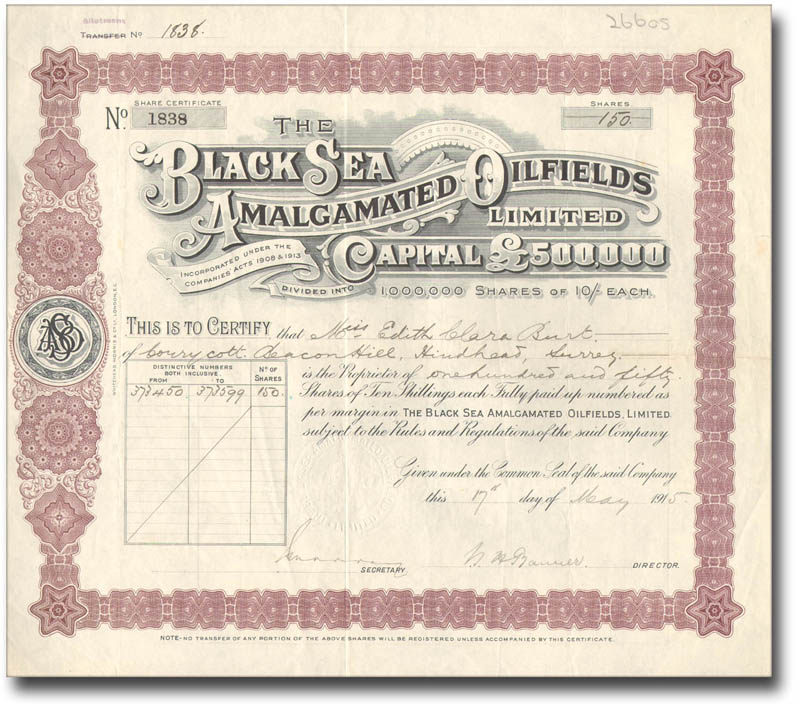 Allotment
TRANSFER No 1838.
26605
SHARE CERTIFICATE
No. 1838
SHARES
150.
THE
BLACK SEA
AMALGAMATED OILFIELDS
LIMITED
CAPITAL £500,000
INCORPORATED UNDER THE
COMPANIES ACTS 1908 & 1913
DIVIDED INTO 1,000,000 SHARES OF 10/- EACH.
THIS IS TO CERTIFY that Miss Edith Clara Burt.
of cott. Beacon Hill, Hindhead, Surrey.
DISTINCTIVE NUMBERS
BOTH INCLUSIVE.
FROM TO
No OF
SHARES
373450 373599 150.
is the Proprietor of one hundred and fifty.
Shares of Ten Shillings each Fully paid up numbered as
per margin in THE BLACK SEA AMALGAMATED OILFIELDS, LIMITED
subject to the Rules and Regulations of the said Company
Given under the Common Seal of the said Company
this 17th day of May 1915
SECRETARY
DIRECTOR.
NOTE - NO TRANSFER OF ANY PORTION OF THE ABOVE SHARES WILL BE REGISTERED UNLESS ACCOMPANIED BY THIS CERTIFICATE.